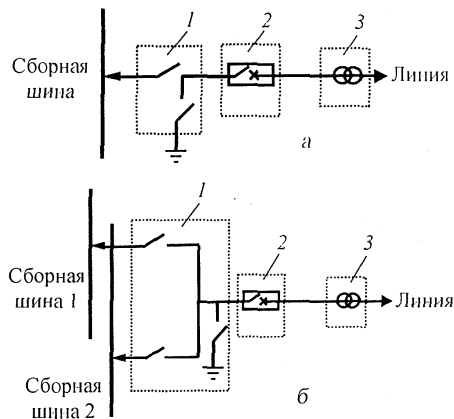 1
2
3
Сборная
шина
Линия
а
1
2
3
Сборная
шина 1
Линия
Сборная
шина 2
б